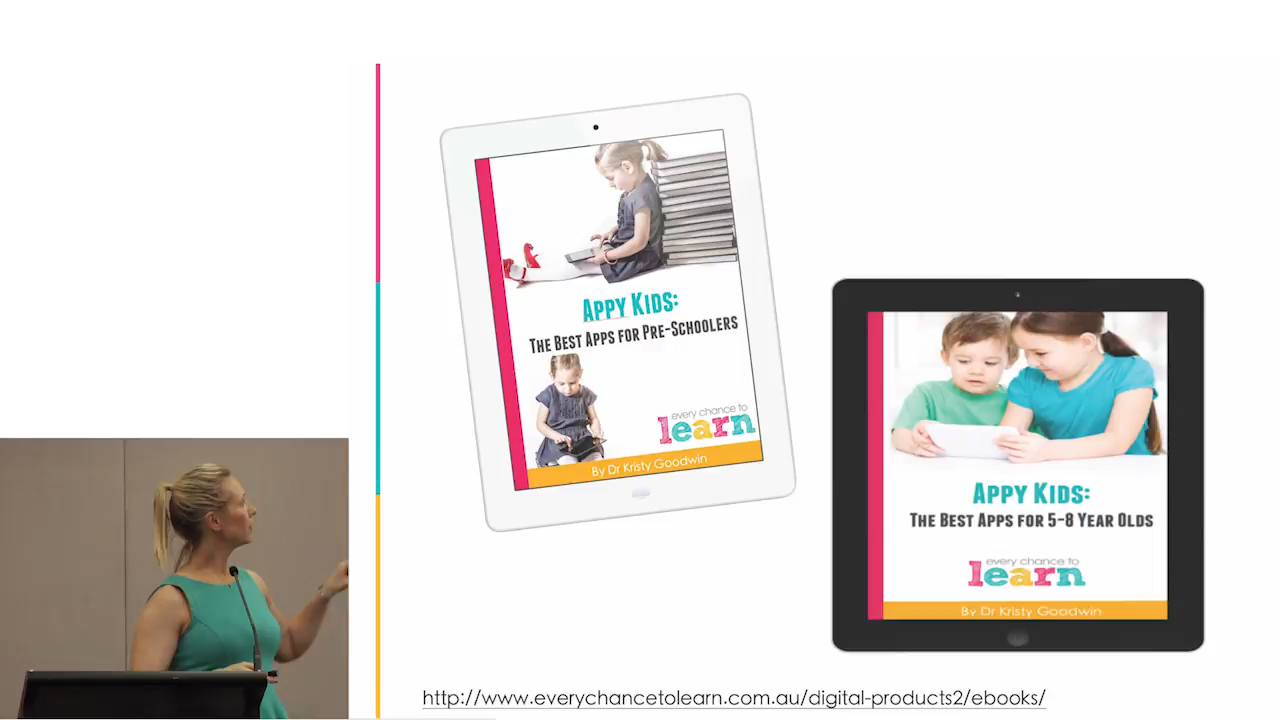 APPY KIDS:
THE BEST APPS FOR PRE-SCHOOLERS
every chance to
learn
By Dr Kristy Goodwin
APPY KIDS:
THE BEST APPS FOR 5-8 YEAR OLDS
every chance to
learn
By Dr Kristy Goodwin
http://www.everychancetolearn.com.au/digital-products2/ebooks/